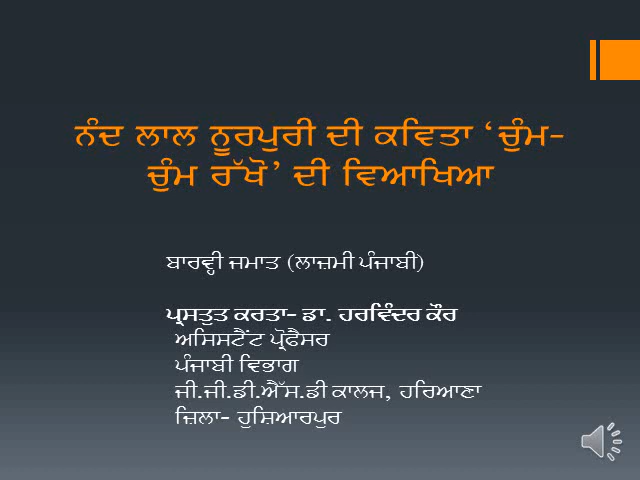 ਨੰਦ ਲਾਲ ਨੂਰਪੁਰੀ ਦੀ ਕਵਿਤਾ ‘ਚੁੰਮ-
ਚੁੰਮ ਰੱਖੋ’ ਦੀ ਵਿਆਖਿਆ
ਬਾਰਵ੍ਹੀ ਜਮਾਤ (ਲਾਜ਼ਮੀ ਪੰਜਾਬੀ)
ਪ੍ਰਸਤੁਤ ਕਰਤਾ- ਡਾ. ਹਰਵਿੰਦਰ ਕੌਰ
ਅਸਿਸਟੈਂਟ ਪ੍ਰੋਫੈਸਰ
ਪੰਜਾਬੀ ਵਿਭਾਗ
ਜੀ.ਜੀ.ਡੀ.ਐੱਸ.ਡੀ ਕਾਲਜ, ਹਰਿਆਣਾ
ਜ਼ਿਲਾ- ਹੁਸ਼ਿਆਰਪੁਰ